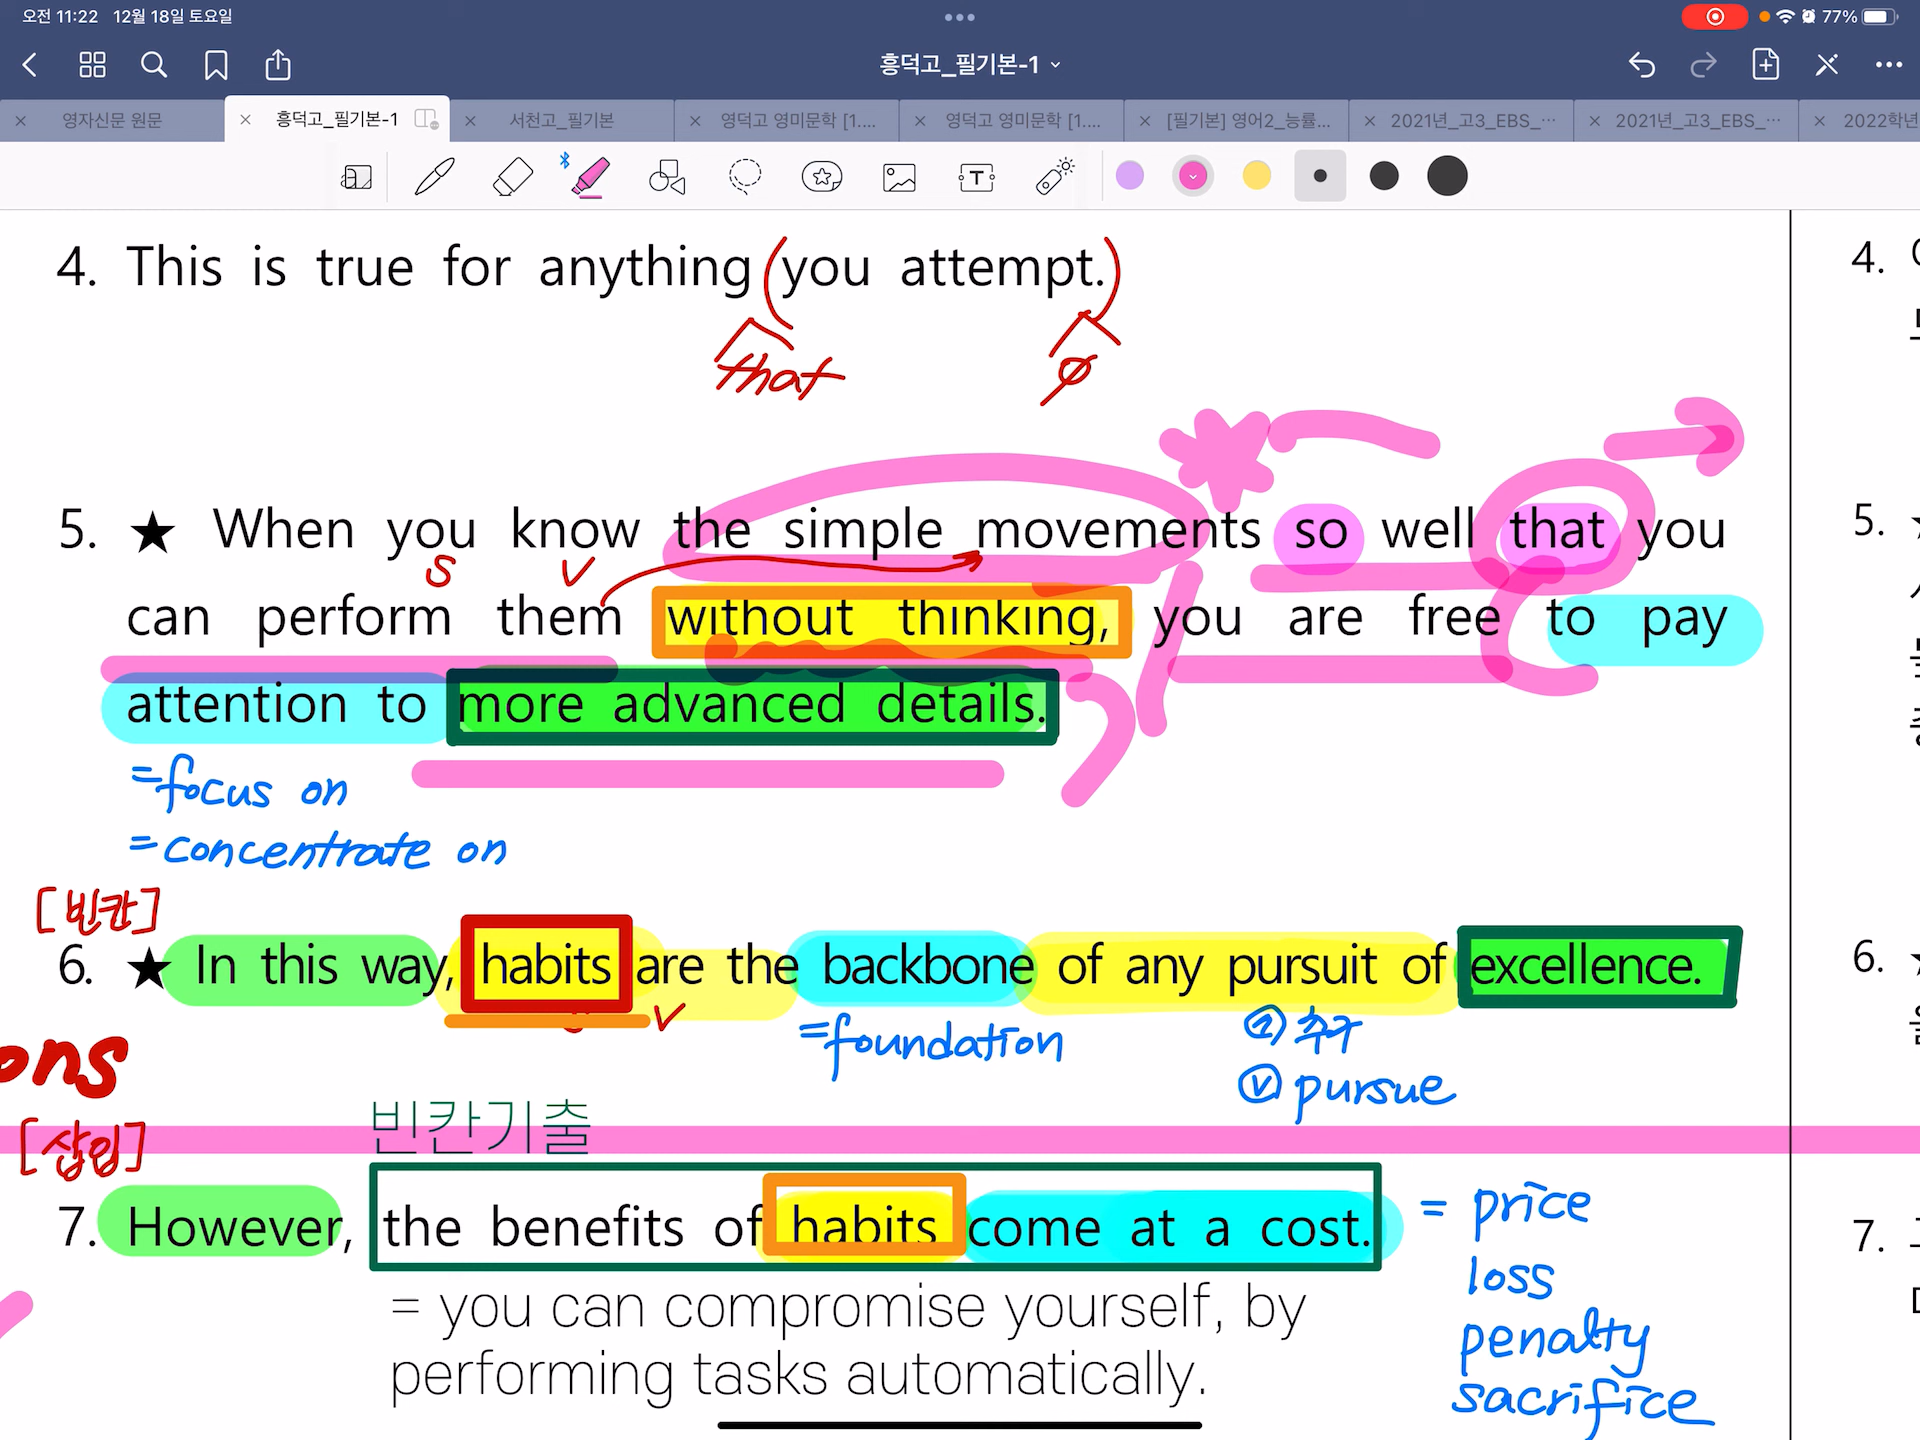 오전 11:22 12월 18일 토요일
77%
흥덕고_필기본-1
영자신문 원문
흥덕고_필기본-1
서천고_필기본
영덕고 영미문학 [1....
영덕고 영미문학 [1....
[필기본] 영어2_능률...
2021년_고3_EBS_...
2021년_고3_EBS_...
2022학년
4. This is true for anything (you attempt.)
that
ø
5. ★ When you know the simple movements so well that you
S V
can perform them without thinking, you are free to pay
attention to more advanced details.
=focus on
=concentrate on
[빈칸]
6. ★ In this way, habits are the backbone of any pursuit of excellence.
V
=foundation
추구
ⓥ pursue
ons
빈칸기출
[삽입]
7. However, the benefits of habits come at a cost.
= price
loss
penalty
sacrifice
= you can compromise yourself, by
performing tasks automatically.
4.
5.
6.
7.